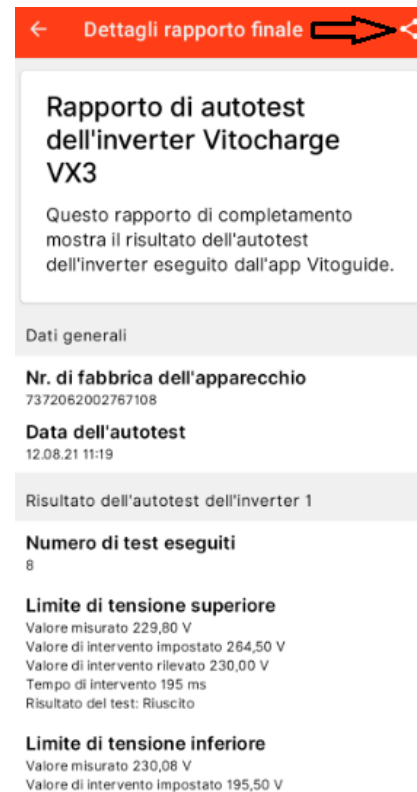 Dettagli rapporto finale
Rapporto di autotest
dell'inverter Vitocharge
VX3
Questo rapporto di completamento
mostra il risultato dell'autotest
dell'inverter eseguito dall'app Vitoguide.
Dati generali
Nr. di fabbrica dell'apparecchio
7372062002767108
Data dell'autotest
12.08.21 11:19
Risultato dell'autotest dell'inverter 1
Numero di test eseguiti
8
Limite di tensione superiore
Valore misurato 229,80 V
Valore di intervento impostato 264,50 V
Valore di intervento rilevato 230,00 V
Tempo di intervento 195 ms
Risultato del test: Riuscito
Limite di tensione inferiore
Valore misurato 230,08 V
Valore di intervento impostato 195,50 V